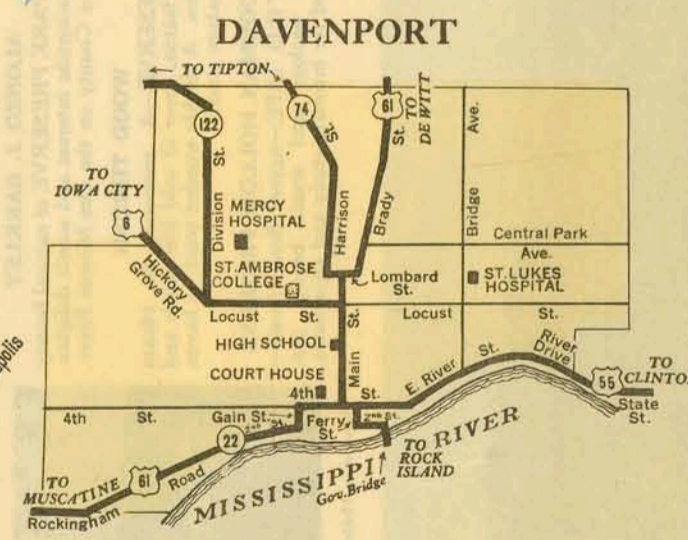 DAVENPORT
TO TIPTON
122
74
St.
61
TO
DE WITT
St.
Ave.
TO
IOWA CITY
6
Hickory
Grove Rd.
Division
St.
MERCY
HOSPITAL
Harrison
Brady
Bridge
Central Park
Ave.
ST. AMBROSE
COLLEGE
Lombard
St.
ST. LUKES
HOSPITAL
Locust St.
Locust St.
HIGH SCHOOL
Main
St.
COURT HOUSE
E. River St.
River
Drive
55
TO
CLINTON
State
St.
4th
St.
4th St.
Gain St.
Ferry
St.
2nd St.
2nd St.
22
TO
ROCK
ISLAND
TO
MUSCATINE
61
Road
Rockingham
MISSISSIPPI RIVER
Gov. Bridge
polis